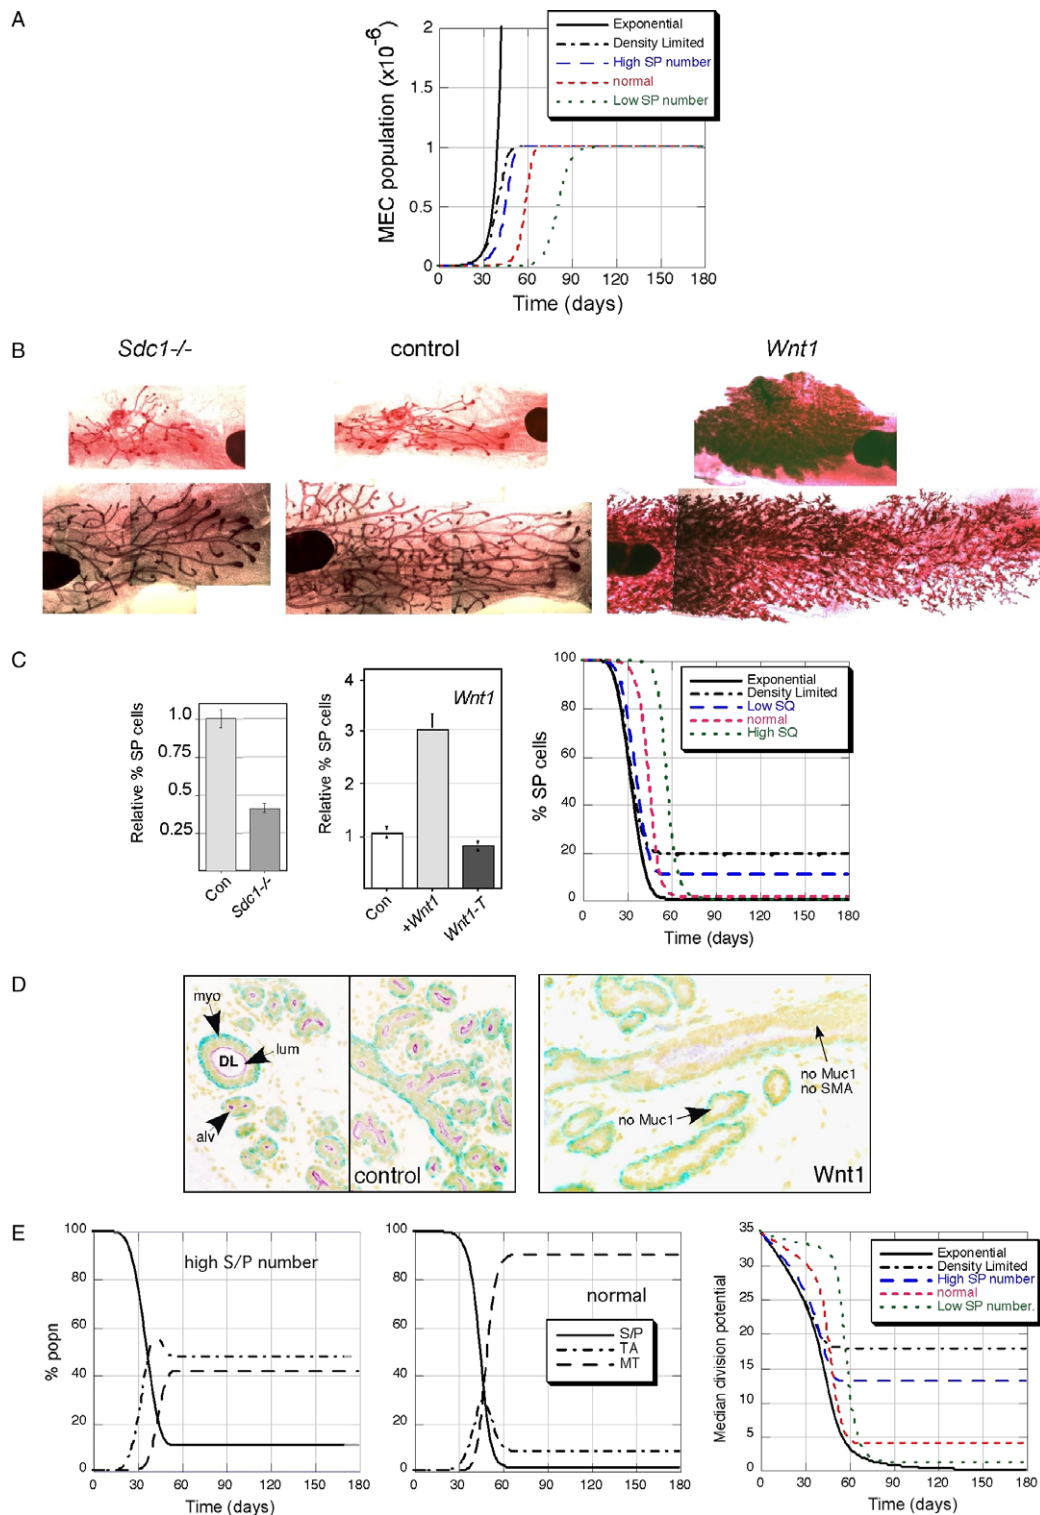 A
MEC population (x10-6)
2
1.5
1
0.5
0
0 30 60 90 120 150 180
Time (days)
Exponential
Density Limited
High SP number
normal
Low SP number
B
Sdc1-/- control Wnt1
C
Relative % SP cells
1.0
0.75
0.5
0.25
Con Sdc1-/-
Relative % SP cells
4
3
2
1
Wnt1
Con +Wnt1 Wnt1-T
% SP cells
100
80
60
40
20
0
0 30 60 90 120 150 180
Time (days)
Exponential
Density Limited
Low SQ
normal
High SQ
D
myo
DL
lum
alv
control
no Muc1
no SMA
no Muc1
Wnt1
E
% popn
100
80
60
40
20
0
high S/P number
0 30 60 90 120 150 180
Time (days)
100
80
60
40
20
0
normal
S/P
TA
MT
0 30 60 90 120 150 180
Time (days)
Median division potential
35
30
25
20
15
10
5
0
0 30 60 90 120 150 180
Time (days)
Exponential
Density Limited
High SP number
normal
Low SP number.